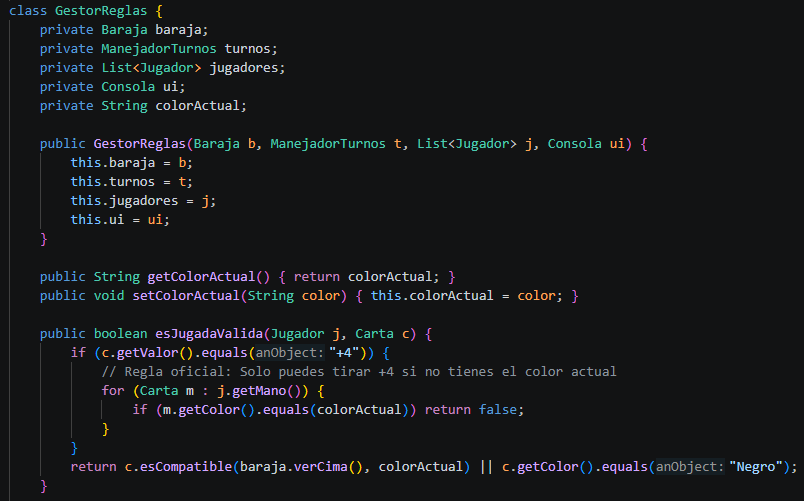 class GestorReglas {
    private Baraja baraja;
    private ManejadorTurnos turnos;
    private List<Jugador> jugadores;
    private Consola ui;
    private String colorActual;

    public GestorReglas(Baraja b, ManejadorTurnos t, List<Jugador> j, Consola ui) {
        this.baraja = b;
        this.turnos = t;
        this.jugadores = j;
        this.ui = ui;
    }

    public String getColorActual() { return colorActual; }
    public void setColorActual(String color) { this.colorActual = color; }

    public boolean esJugadaValida(Jugador j, Carta c) {
        if (c.getValor().equals(anObject: "+4")) {
            // Regla oficial: Solo puedes tirar +4 si no tienes el color actual
            for (Carta m : j.getMano()) {
                if (m.getColor().equals(colorActual)) return false;
            }
        }
        return c.esCompatible(baraja.verCima(), colorActual) || c.getColor().equals(anObject: "Negro");
    }